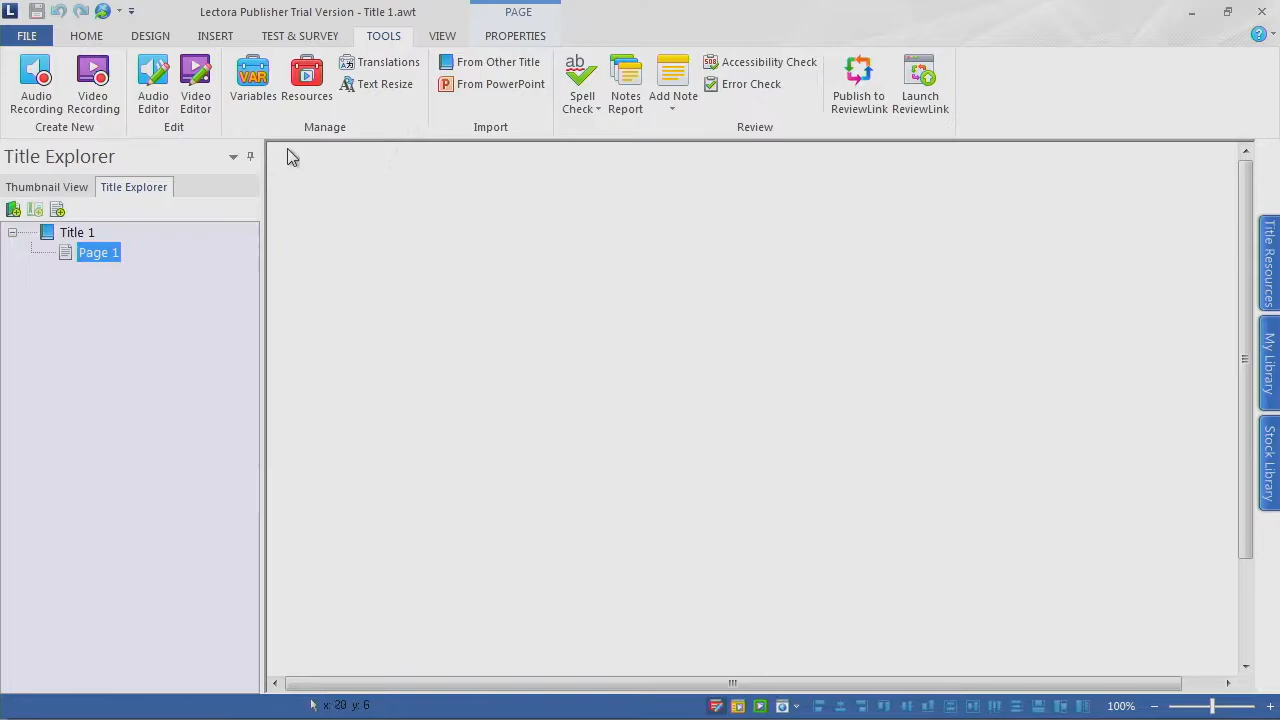 Lectora Publisher Trial Version - Title 1.awt
PAGE
FILE HOME DESIGN INSERT TEST & SURVEY TOOLS VIEW PROPERTIES
Audio Recording
Video Recording
Create New
Audio Editor
Video Editor
Edit
VAR
Variables
Resources
Translations
Text Resize
Manage
From Other Title
P From PowerPoint
Import
ab
Spell Check
Notes Report
Add Note
SOS Accessibility Check
Error Check
Review
Publish to ReviewLink
Launch ReviewLink
Title Explorer
Thumbnail View Title Explorer
Title 1
Page 1
Title Resources
My Library
Stock Library
x: 20 y: 6
100%